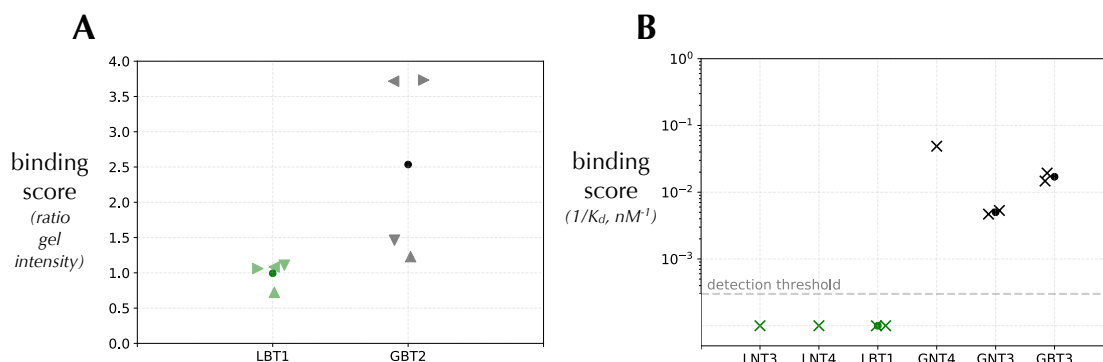 A
4.0
3.5
3.0
2.5
2.0
1.5
1.0
0.5
0.0
binding
score
(ratio
gel
intensity)
LBT1
GBT2
B
10⁰
10⁻¹
10⁻²
10⁻³
binding
score
(1/Kd, nM⁻¹)
detection threshold
LNT3
LNT4
LBT1
GNT4
GNT3
GBT3